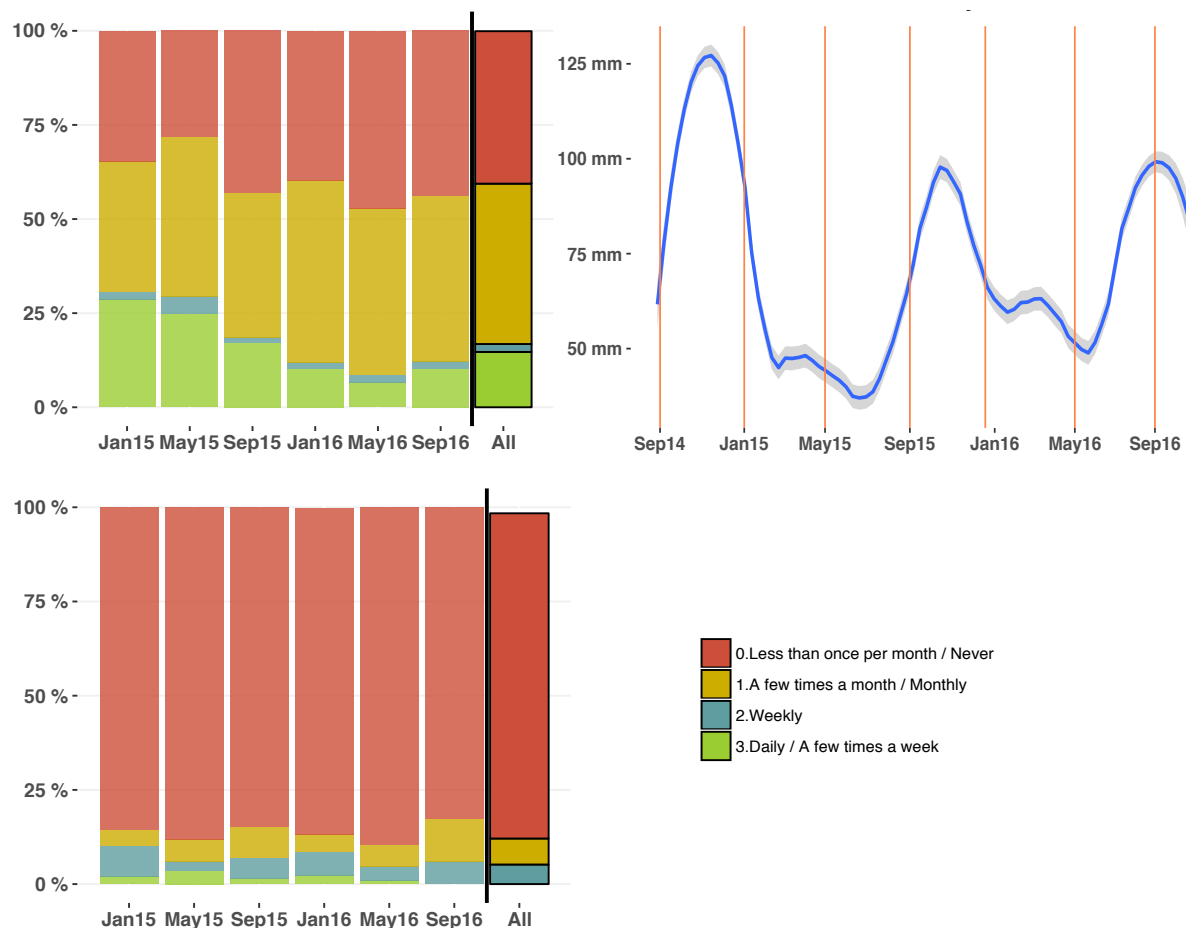 100 %
75 %
50 %
25 %
0 %
Jan15 May15 Sep15 Jan16 May16 Sep16 All
125 mm
100 mm
75 mm
50 mm
Sep14 Jan15 May15 Sep15 Jan16 May16 Sep16
100 %
75 %
50 %
25 %
0 %
Jan15 May15 Sep15 Jan16 May16 Sep16 All
0.Less than once per month / Never
1.A few times a month / Monthly
2.Weekly
3.Daily / A few times a week